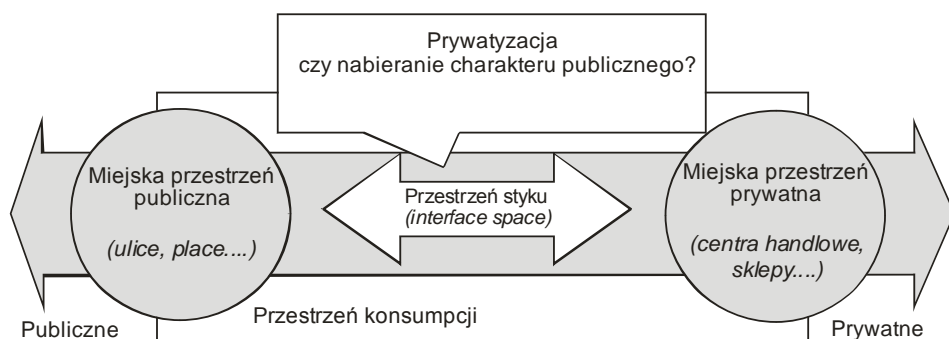 Prywatyzacja
czy nabieranie charakteru publicznego?
Miejska przestrzeń
publiczna
(ulice, place....)
Przestrzeń styku
(interface space)
Miejska przestrzeń
prywatna
(centra handlowe,
sklepy....)
Publiczne
Przestrzeń konsumpcji
Prywatne